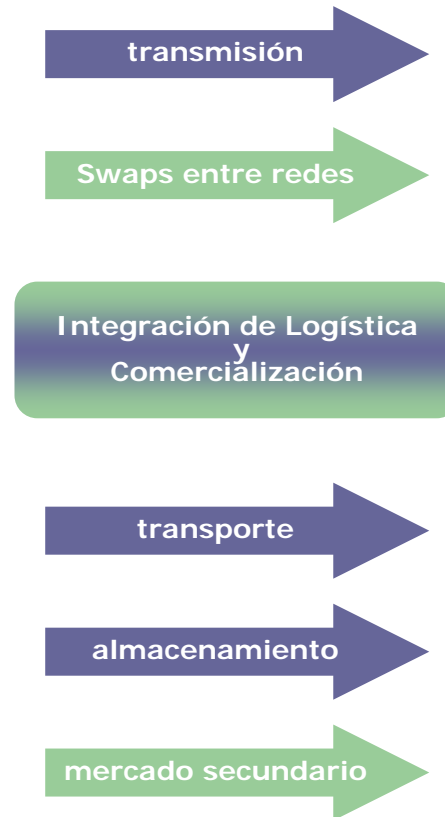 transmisión
Swaps entre redes
Integración de Logística
y
Comercialización
transporte
almacenamiento
mercado secundario